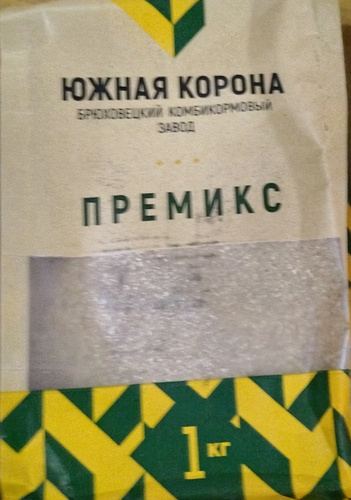 ЮЖНАЯ КОРОНА
БРЮХОВЕЦКИЙ КОМБИКОРМОВЫЙ
ЗАВОД
ПРЕМИКС
1 кг